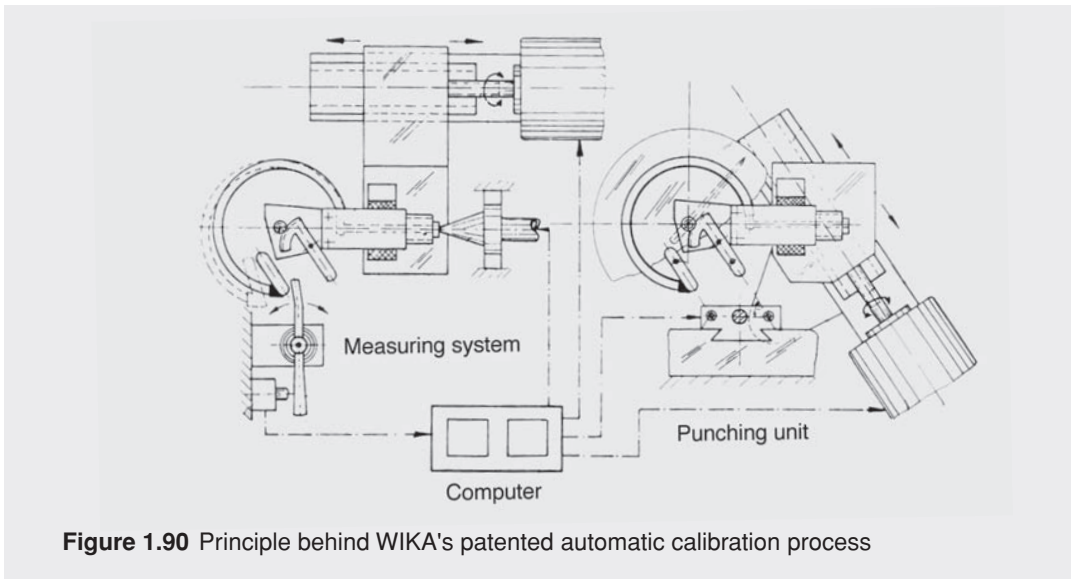 Measuring system
Punching unit
Computer
Figure 1.90 Principle behind WIKA's patented automatic calibration process